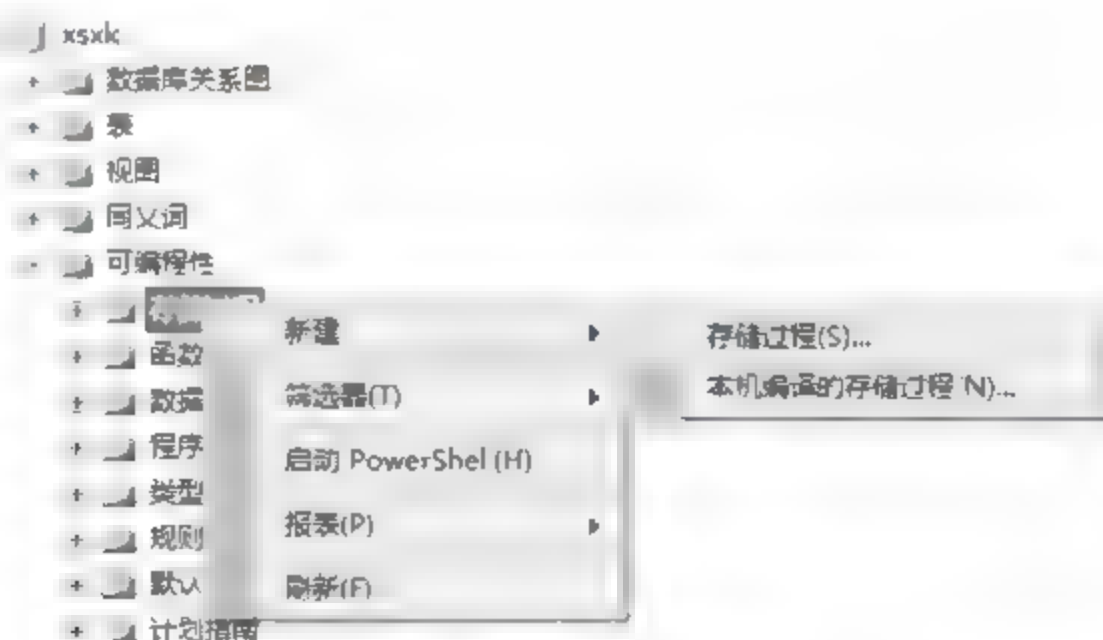 xsxk
数据库关系图
表
视图
同义词
可编程性
新建
存储过程(S)...
函数
本机编译的存储过程(N)...
数据
筛选器(T)
程序
启动 PowerShell(H)
类型
规则
报表(P)
默认
刷新(F)
计划指南